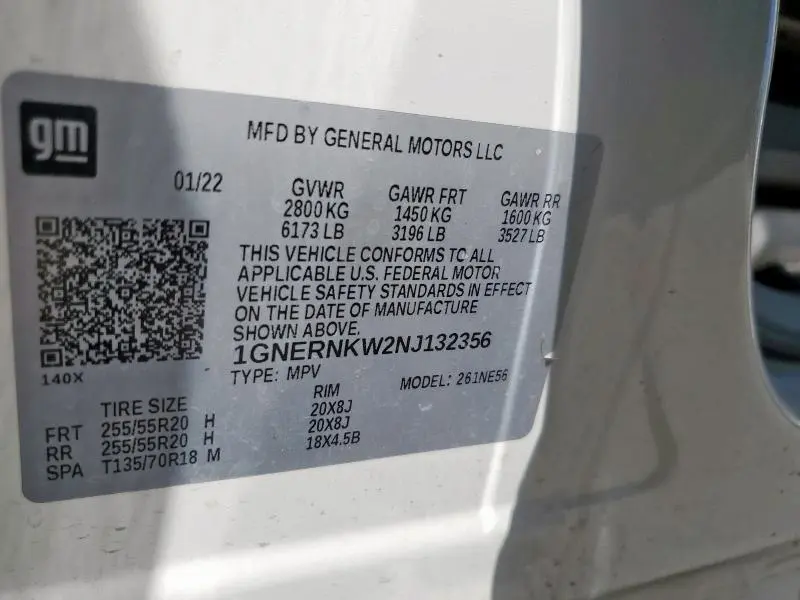 gm
MFD BY GENERAL MOTORS LLC
01/22 GVWR GAWR FRT GAWR RR
2800 KG 1450 KG 1600 KG
6173 LB 3196 LB 3527 LB
THIS VEHICLE CONFORMS TO ALL
APPLICABLE U.S. FEDERAL MOTOR
VEHICLE SAFETY STANDARDS IN EFFECT
ON THE DATE OF MANUFACTURE
SHOWN ABOVE.
1GNERNKW2NJ132356
140X
TYPE: MPV MODEL: 261NE56
TIRE SIZE RIM
FRT 255/55R20 H 20X8J
RR 255/55R20 H 20X8J
SPA T135/70R18 M 18X4.5B